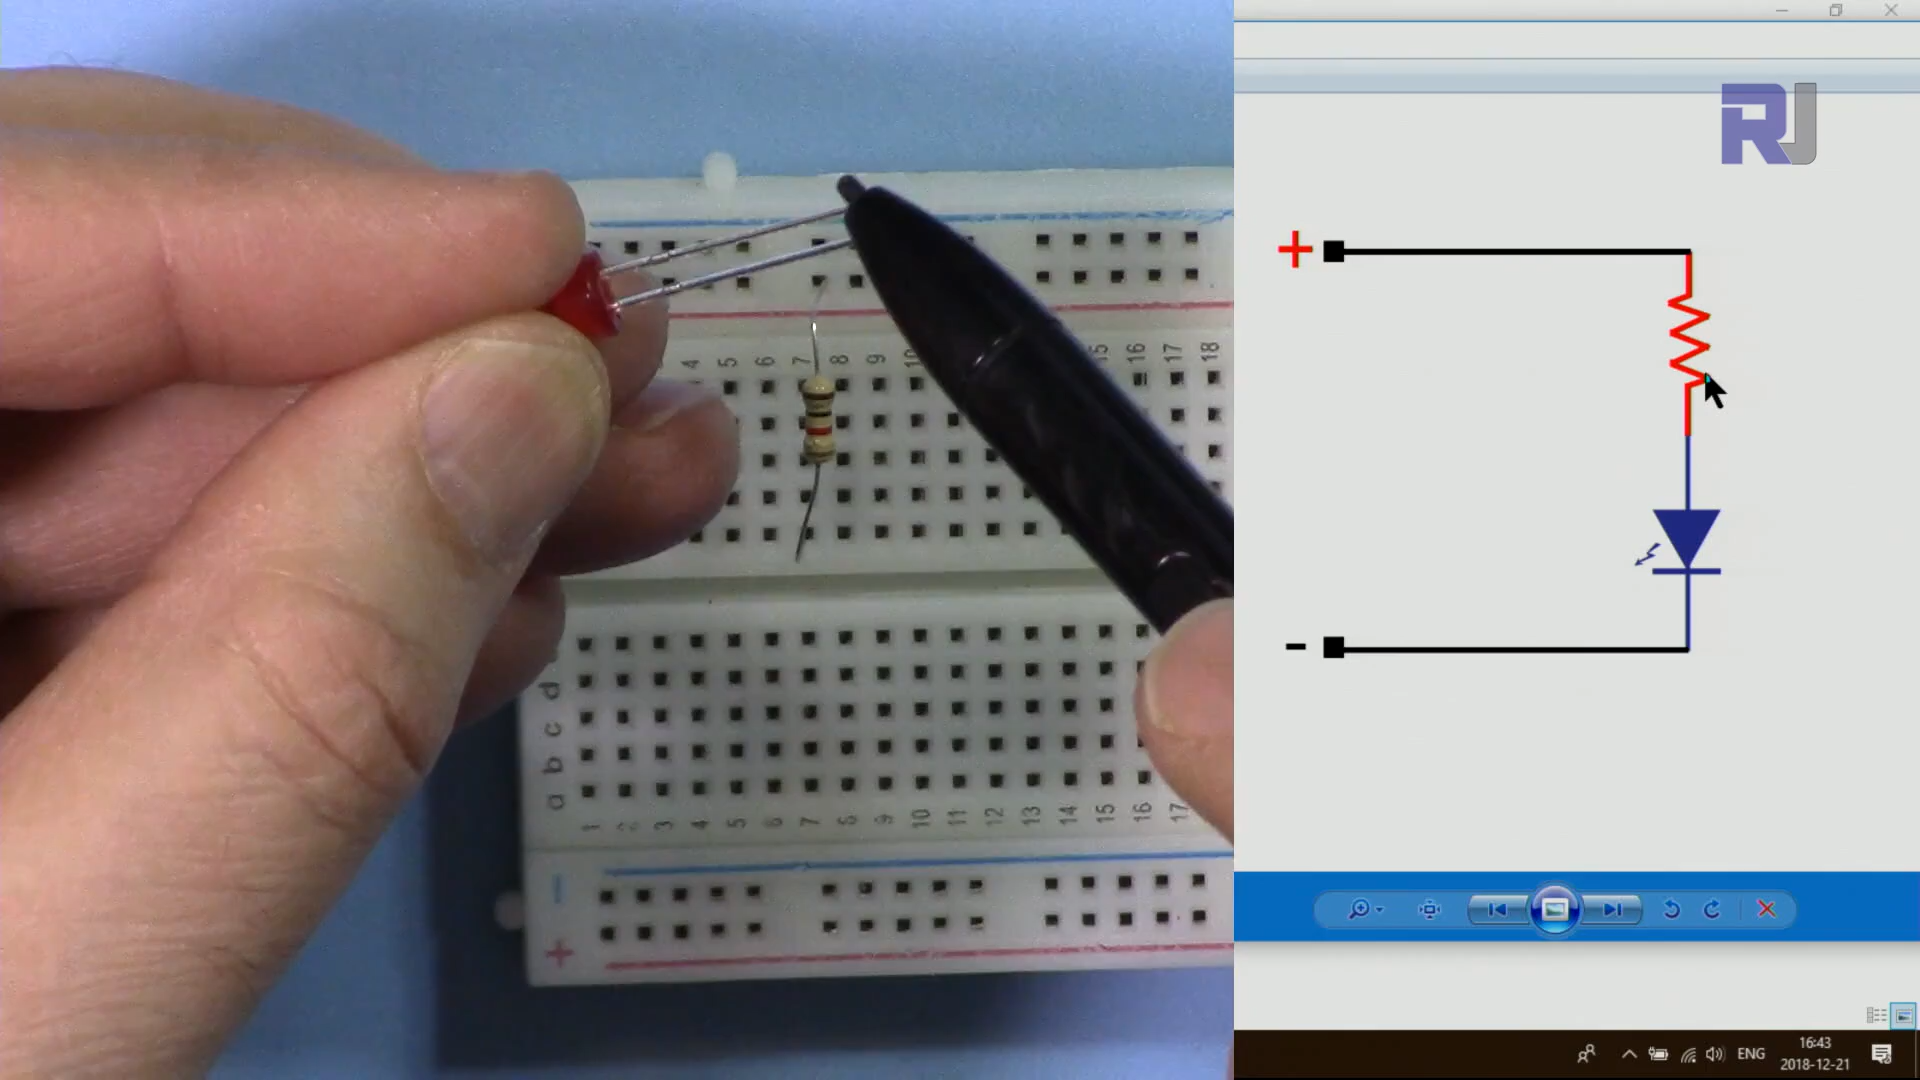 RJ
+
-
4 5 6 7 8 9 10 15 16 17 18
d
c
b
a
1 2 3 4 5 6 7 8 9 10 11 12 13 14 15 16 17
-
+
ENG
16:43
2018-12-21